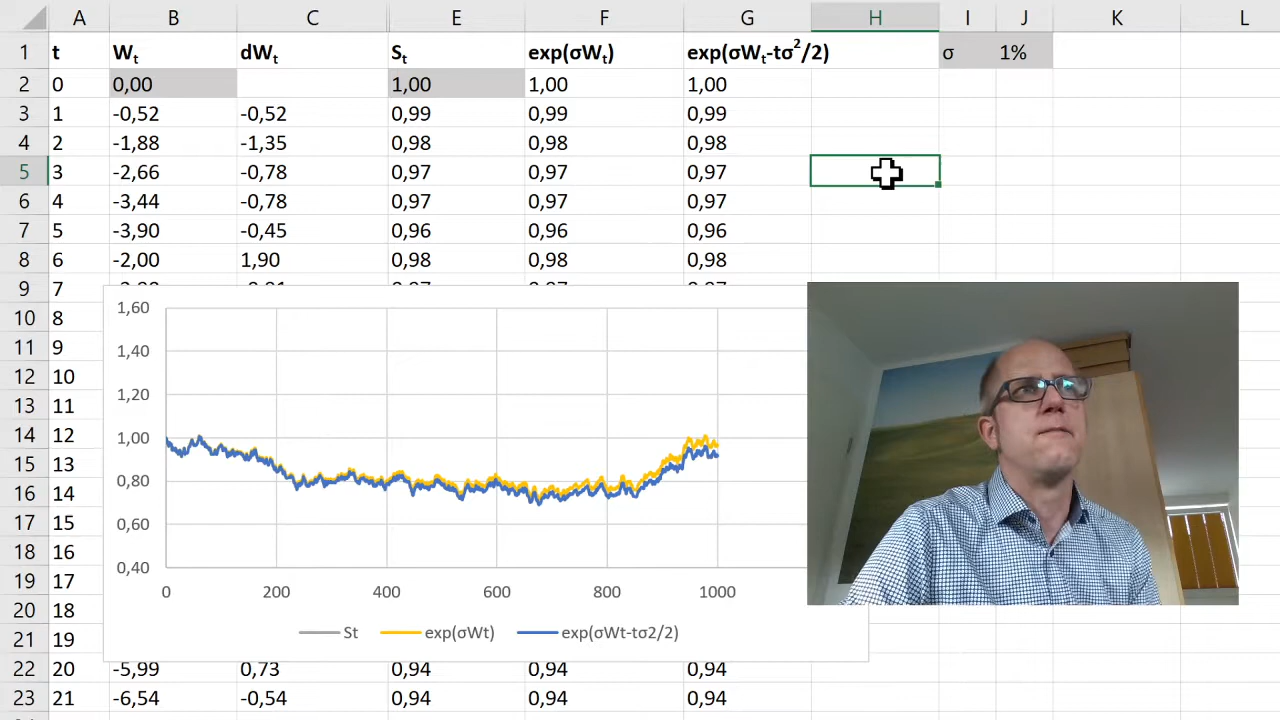 A B C E F G H I J K L
1 t Wt dWt St exp(σWt) exp(σWt-tσ²/2) σ 1%
2 0 0,00 1,00 1,00 1,00
3 1 -0,52 -0,52 0,99 0,99 0,99
4 2 -1,88 -1,35 0,98 0,98 0,98
5 3 -2,66 -0,78 0,97 0,97 0,97
6 4 -3,44 -0,78 0,97 0,97 0,97
7 5 -3,90 -0,45 0,96 0,96 0,96
8 6 -2,00 1,90 0,98 0,98 0,98
9 7
10 8
11 9
12 10
13 11
14 12
15 13
16 14
17 15
18 16
19 17
20 18
21 19
1,60
1,40
1,20
1,00
0,80
0,60
0,40
0 200 400 600 800 1000
St exp(σWt) exp(σWt-tσ2/2)
22 20 -5,99 0,73 0,94 0,94 0,94
23 21 -6,54 -0,54 0,94 0,94 0,94